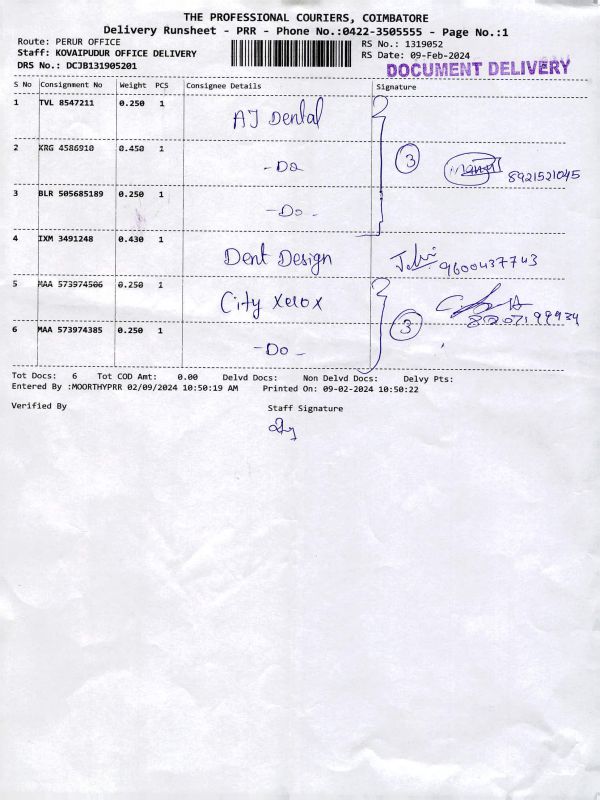 THE PROFESSIONAL COURIERS, COIMBATORE
Delivery Runsheet - PRR - Phone No.:0422-3505555 - Page No.:1
Route: PERUR OFFICE
RS No.: 1319052
Staff: KOVAIPUDUR OFFICE DELIVERY
RS Date: 09-Feb-2024
DRS No.: DCJB131905201
DOCUMENT DELIVERY
S No Consignment No Weight PCS Consignee Details Signature
1 TVL 8547211 0.250 1 AJ Dental
2 KRG 4586910 0.450 1 -Do 3 8921521045
3 BLR 505685189 0.250 1 -Do-
4 IXM 3491248 0.430 1 Dent Design 9600437743
5 MAA 573974506 0.250 1 City Xerox
6 MAA 573974385 0.250 1 -Do- 3
Tot Docs: 6 Tot COD Amt: 0.00 Delvd Docs: Non Delvd Docs: Delvy Pts:
Entered By :MOORTHYPRR 02/09/2024 10:50:19 AM Printed On: 09-02-2024 10:50:22
Verified By Staff Signature